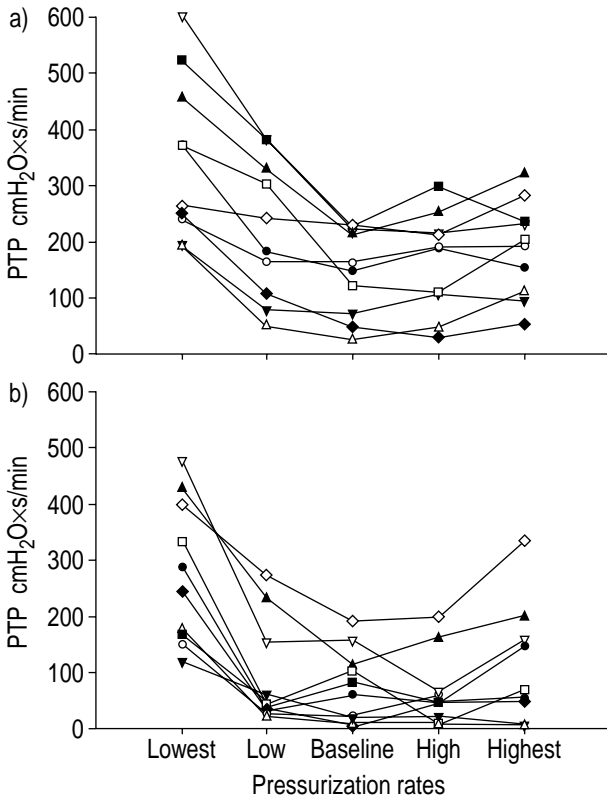 a)
600
500
400
300
200
100
0
PTP cmH₂O×s/min
b)
600
500
400
300
200
100
0
PTP cmH₂O×s/min
Lowest Low Baseline High Highest
Pressurization rates